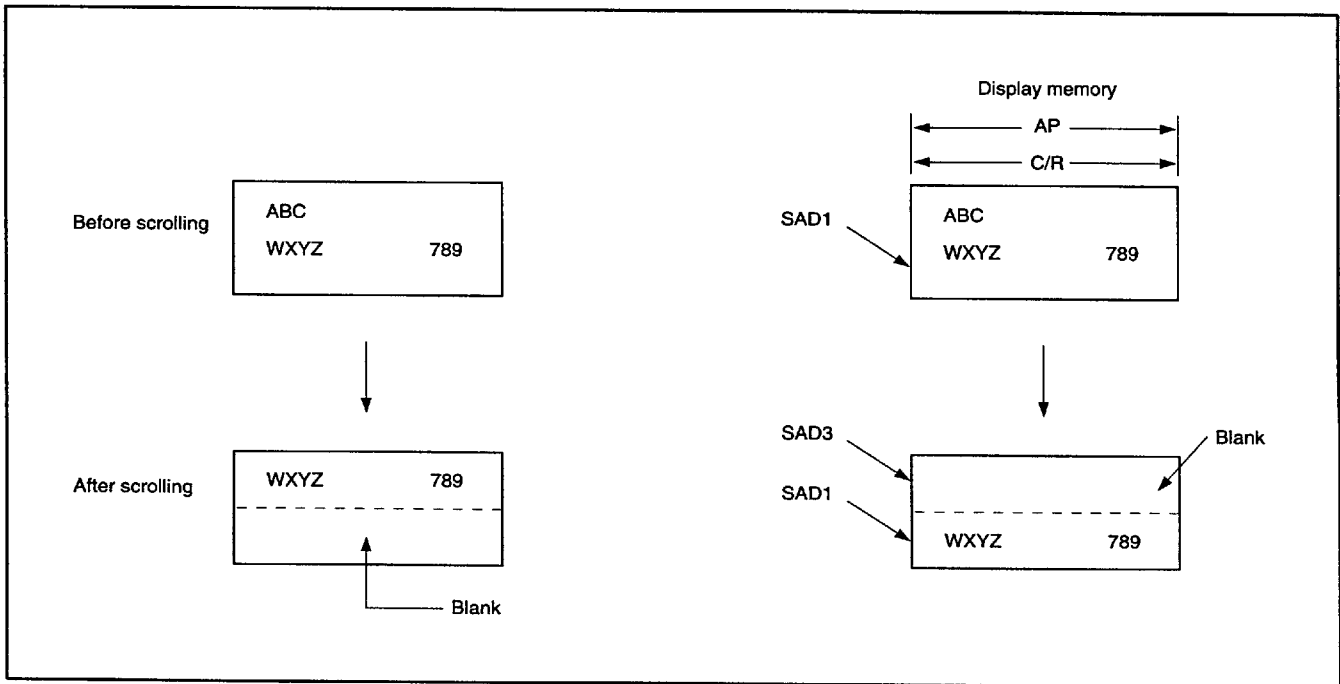 Display memory
AP
C/R
Before scrolling
ABC
WXYZ 789
SAD1
ABC
WXYZ 789
After scrolling
WXYZ 789
Blank
SAD3
SAD1
Blank
WXYZ 789